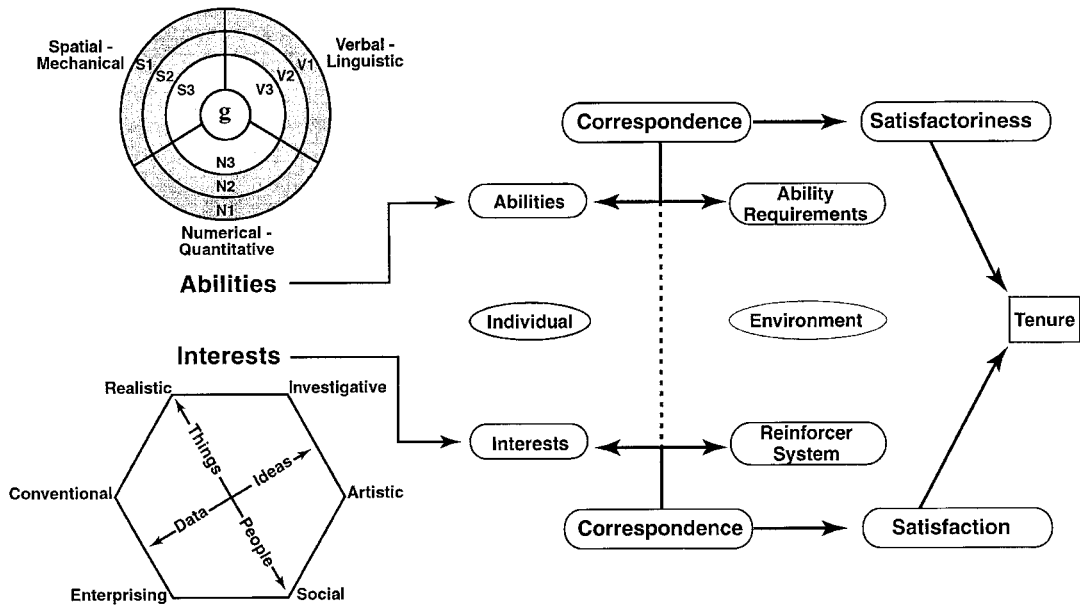 Spatial -
Mechanical
Verbal -
Linguistic
S1
S2
S3
V1
V2
V3
g
N3
N2
N1
Numerical -
Quantitative
Abilities
Interests
Realistic
Investigative
Conventional
Artistic
Enterprising
Social
Things
Ideas
Data
People
Correspondence
Satisfactoriness
Abilities
Ability
Requirements
Individual
Environment
Tenure
Interests
Reinforcer
System
Correspondence
Satisfaction